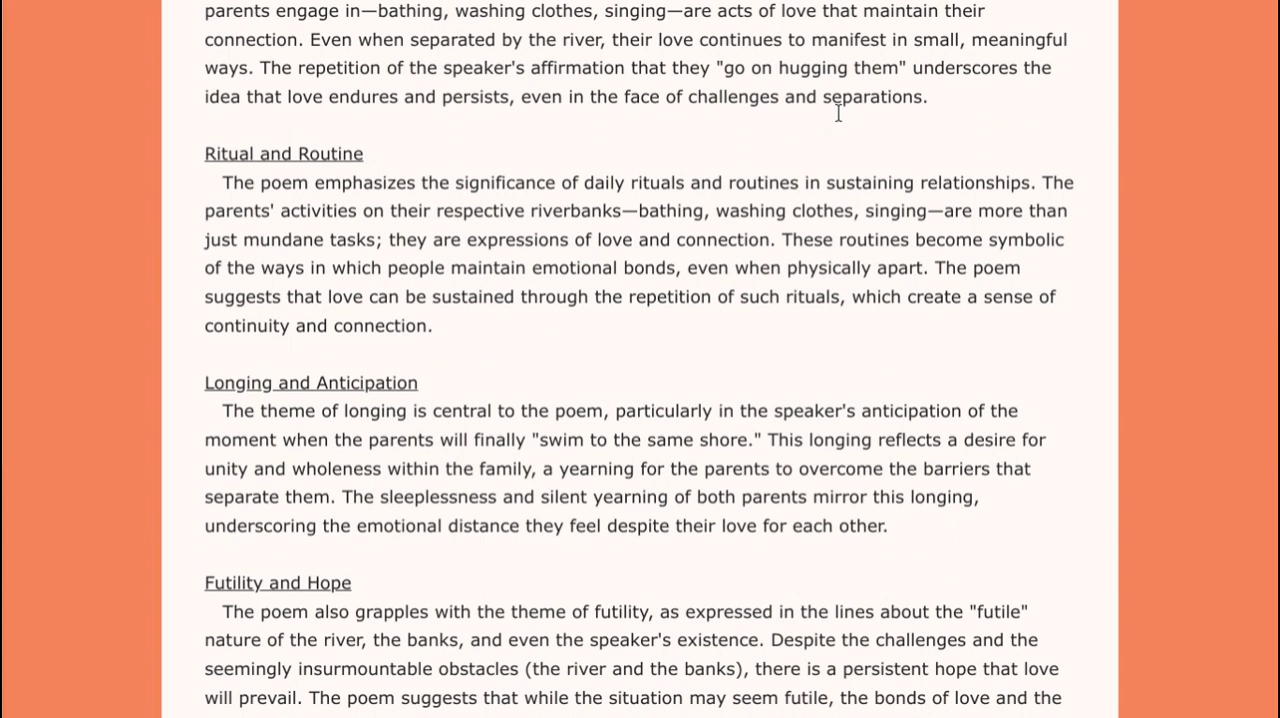 parents engage in—bathing, washing clothes, singing—are acts of love that maintain their
connection. Even when separated by the river, their love continues to manifest in small, meaningful
ways. The repetition of the speaker's affirmation that they "go on hugging them" underscores the
idea that love endures and persists, even in the face of challenges and separations.
Ritual and Routine
The poem emphasizes the significance of daily rituals and routines in sustaining relationships. The
parents' activities on their respective riverbanks—bathing, washing clothes, singing—are more than
just mundane tasks; they are expressions of love and connection. These routines become symbolic
of the ways in which people maintain emotional bonds, even when physically apart. The poem
suggests that love can be sustained through the repetition of such rituals, which create a sense of
continuity and connection.
Longing and Anticipation
The theme of longing is central to the poem, particularly in the speaker's anticipation of the
moment when the parents will finally "swim to the same shore." This longing reflects a desire for
unity and wholeness within the family, a yearning for the parents to overcome the barriers that
separate them. The sleeplessness and silent yearning of both parents mirror this longing,
underscoring the emotional distance they feel despite their love for each other.
Futility and Hope
The poem also grapples with the theme of futility, as expressed in the lines about the "futile"
nature of the river, the banks, and even the speaker's existence. Despite the challenges and the
seemingly insurmountable obstacles (the river and the banks), there is a persistent hope that love
will prevail. The poem suggests that while the situation may seem futile, the bonds of love and the